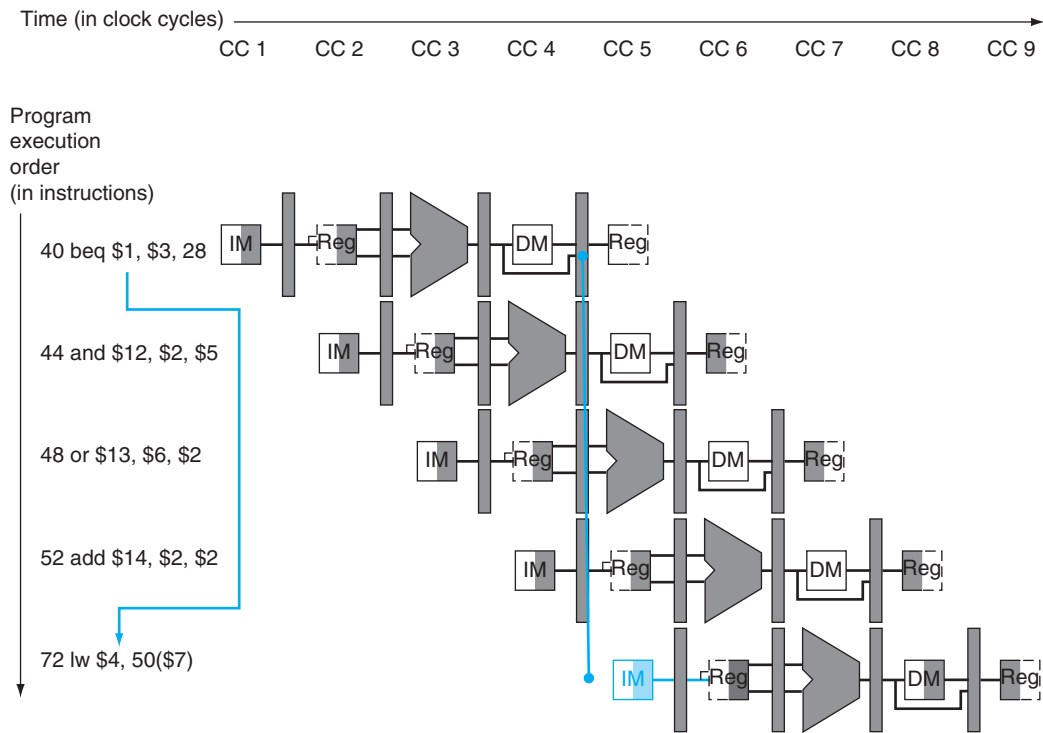 Time (in clock cycles)
CC 1 CC 2 CC 3 CC 4 CC 5 CC 6 CC 7 CC 8 CC 9
Program
execution
order
(in instructions)
40 beq $1, $3, 28
IM Reg DM Reg
44 and $12, $2, $5
IM Reg DM Reg
48 or $13, $6, $2
IM Reg DM Reg
52 add $14, $2, $2
IM Reg DM Reg
72 lw $4, 50($7)
IM Reg DM Reg